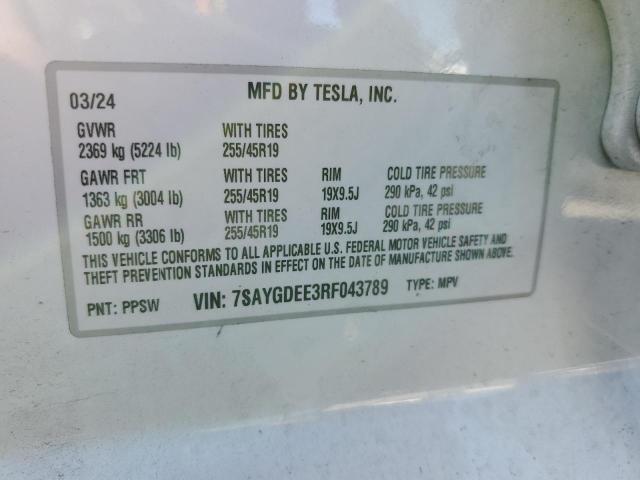 MFD BY TESLA, INC.
03/24
GVWR WITH TIRES
2369 kg (5224 lb) 255/45R19
GAWR FRT WITH TIRES RIM COLD TIRE PRESSURE
1363 kg (3004 lb) 255/45R19 19X9.5J 290 kPa, 42 psi
GAWR RR WITH TIRES RIM COLD TIRE PRESSURE
1500 kg (3306 lb) 255/45R19 19X9.5J 290 kPa, 42 psi
THIS VEHICLE CONFORMS TO ALL APPLICABLE U.S. FEDERAL MOTOR VEHICLE SAFETY AND
THEFT PREVENTION STANDARDS IN EFFECT ON THE DATE OF MANUFACTURE SHOWN ABOVE.
PNT: PPSW VIN: 7SAYGDEE3RF043789 TYPE: MPV